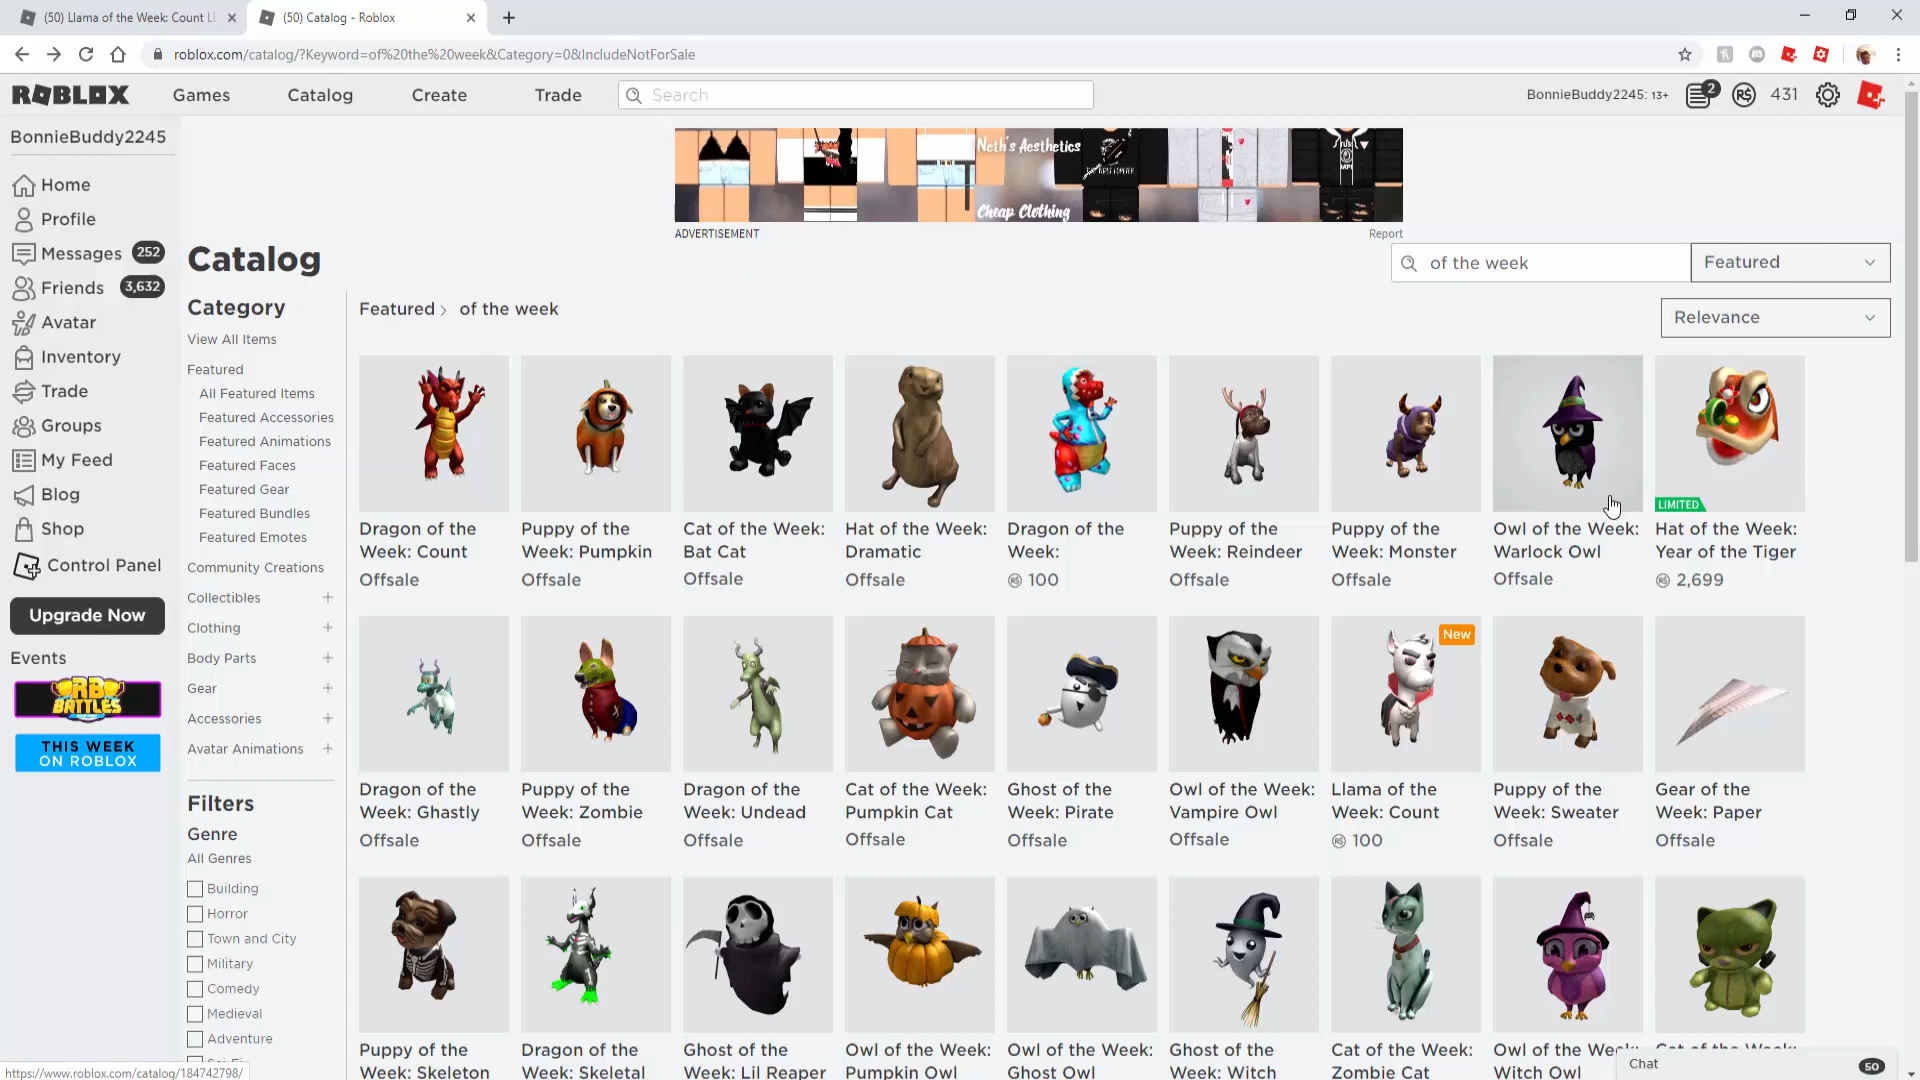 (50) Llama of the Week: Count Ll
(50) Catalog - Roblox
roblox.com/catalog/?Keyword=of%20the%20week&Category=0&IncludeNotForSale
ROBLOX
Games
Catalog
Create
Trade
Search
BonnieBuddy2245: 13+
2
431
BonnieBuddy2245
Home
Profile
Messages 252
Friends 3,632
Avatar
Inventory
Trade
Groups
My Feed
Blog
Shop
Control Panel
Upgrade Now
Events
RB
BATTLES
THIS WEEK
ON ROBLOX
Neth's Aesthetics
Cheap Clothing
ADVERTISEMENT
Report
Catalog
of the week
Featured
Category
View All Items
Featured
All Featured Items
Featured Accessories
Featured Animations
Featured Faces
Featured Gear
Featured Bundles
Featured Emotes
Community Creations
Collectibles +
Clothing +
Body Parts +
Gear +
Accessories +
Avatar Animations +
Filters
Genre
All Genres
Building
Horror
Town and City
Military
Comedy
Medieval
Adventure
Featured > of the week
Relevance
Dragon of the
Week: Count
Offsale
Puppy of the
Week: Pumpkin
Offsale
Cat of the Week:
Bat Cat
Offsale
Hat of the Week:
Dramatic
Offsale
Dragon of the
Week:
100
Puppy of the
Week: Reindeer
Offsale
Puppy of the
Week: Monster
Offsale
Owl of the Week:
Warlock Owl
Offsale
LIMITED
Hat of the Week:
Year of the Tiger
2,699
Dragon of the
Week: Ghastly
Offsale
Puppy of the
Week: Zombie
Offsale
Dragon of the
Week: Undead
Offsale
Cat of the Week:
Pumpkin Cat
Offsale
Ghost of the
Week: Pirate
Offsale
Owl of the Week:
Vampire Owl
Offsale
New
Llama of the
Week: Count
100
Puppy of the
Week: Sweater
Offsale
Gear of the
Week: Paper
Offsale
Puppy of the
Week: Skeleton
Dragon of the
Week: Skeletal
Ghost of the
Week: Lil Reaper
Owl of the Week:
Pumpkin Owl
Owl of the Week:
Ghost Owl
Ghost of the
Week: Witch
Cat of the Week:
Zombie Cat
Owl of the Week:
Witch Owl
Chat 50
https://www.roblox.com/catalog/184742798/